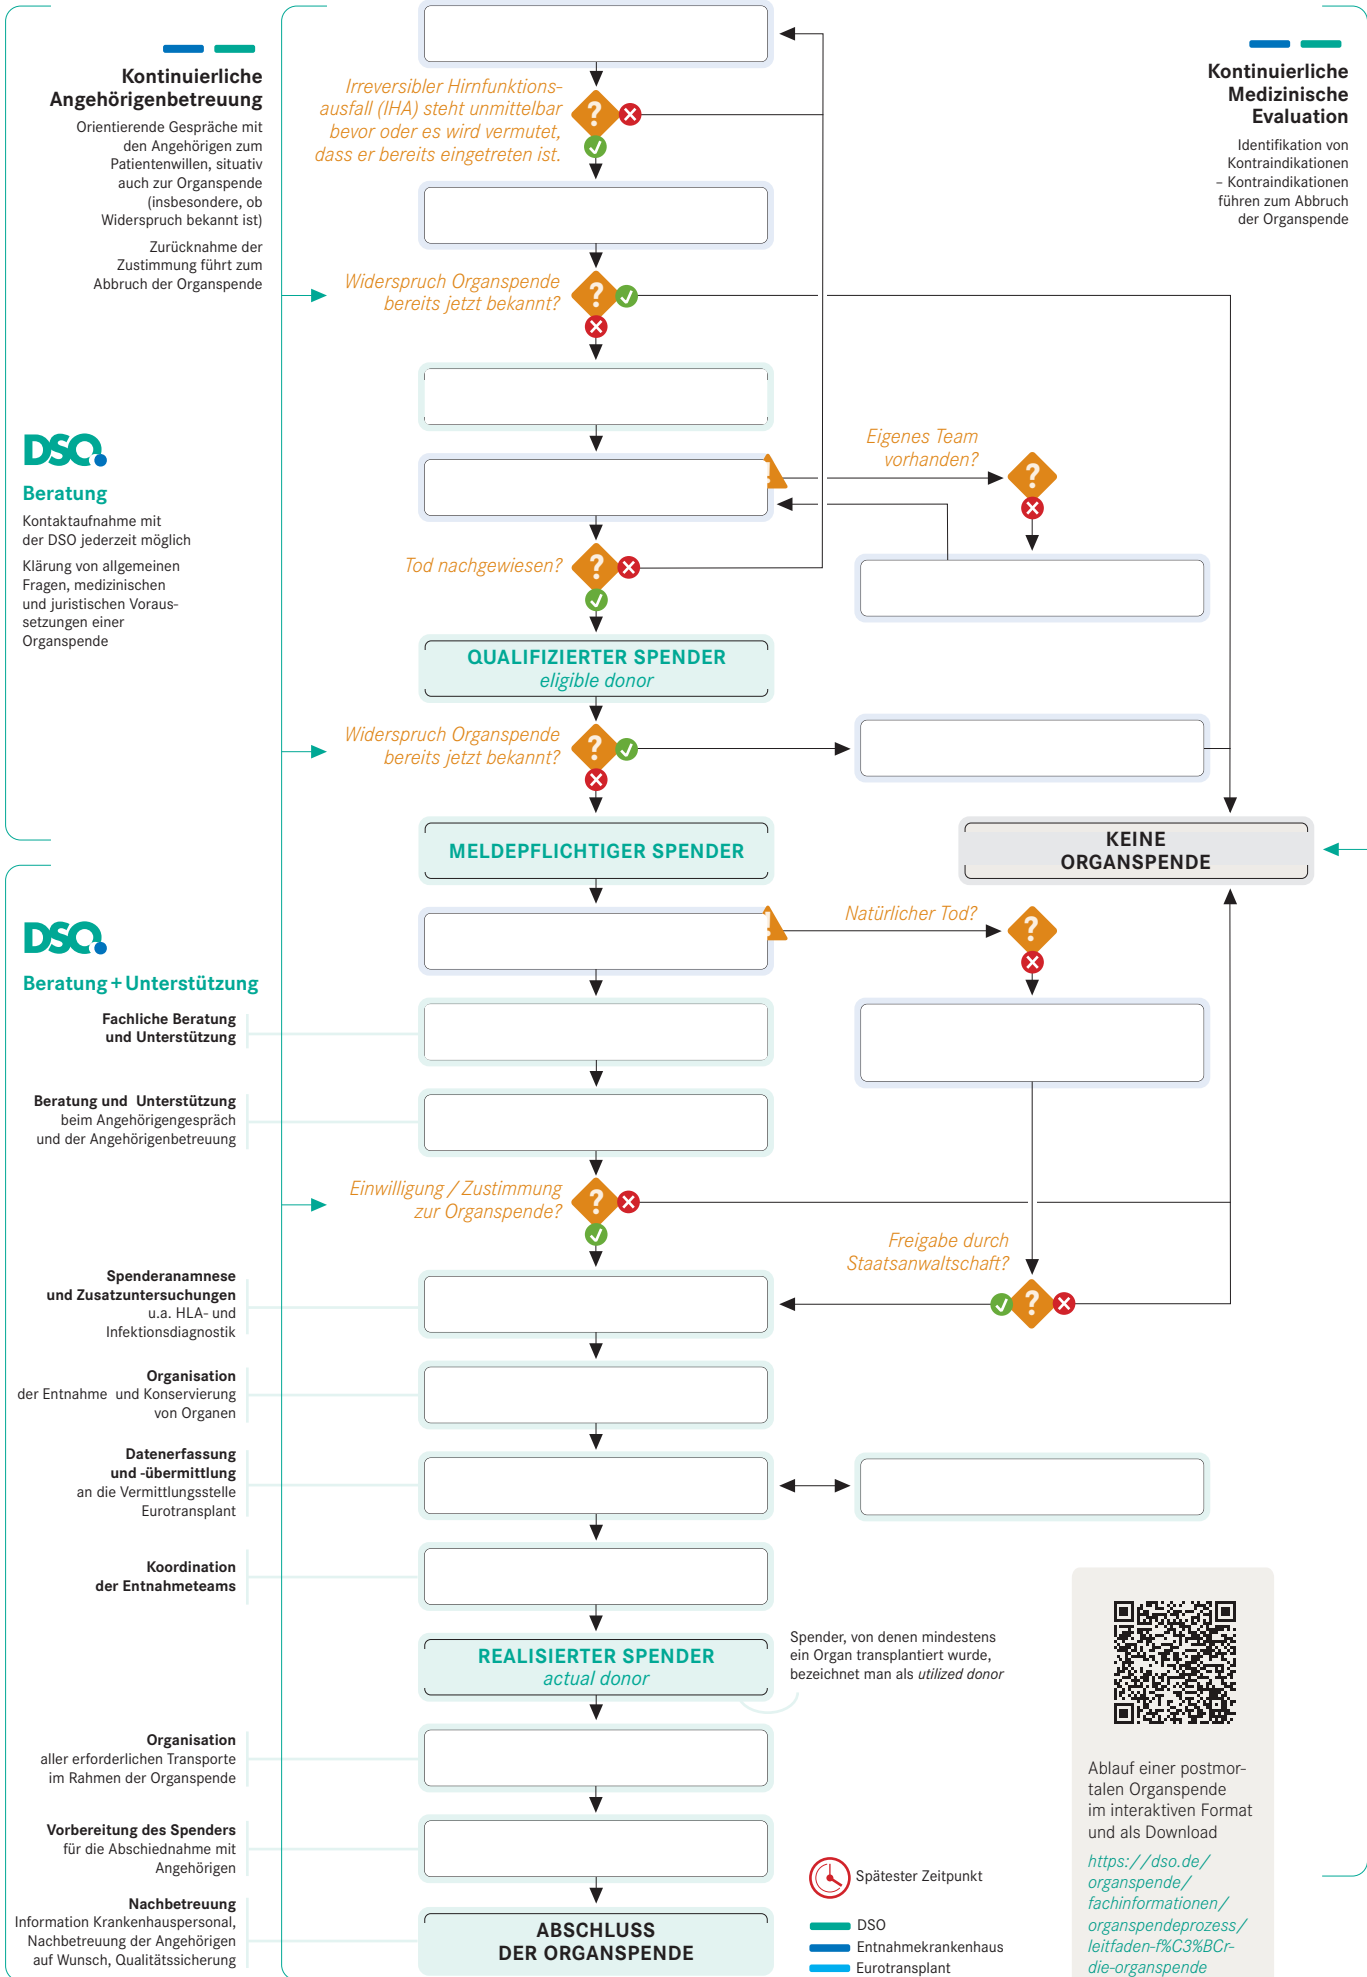 Kontinuierliche
Angehörigenbetreuung
Orientierende Gespräche mit
den Angehörigen zum
Patientenwillen, situativ
auch zur Organspende
(insbesondere, ob
Widerspruch bekannt ist)
Zurücknahme der
Zustimmung führt zum
Abbruch der Organspende
Irreversibler Hirnfunktions-
ausfall (IHA) steht unmittelbar
bevor oder es wird vermutet,
dass er bereits eingetreten ist.
Kontinuierliche
Medizinische
Evaluation
Identifikation von
Kontraindikationen
– Kontraindikationen
führen zum Abbruch
der Organspende
Widerspruch Organspende
bereits jetzt bekannt?
DSO
Beratung
Kontaktaufnahme mit
der DSO jederzeit möglich
Klärung von allgemeinen
Fragen, medizinischen
und juristischen Voraus-
setzungen einer
Organspende
Eigenes Team
vorhanden?
Tod nachgewiesen?
QUALIFIZIERTER SPENDER
eligible donor
Widerspruch Organspende
bereits jetzt bekannt?
MELDEPFLICHTIGER SPENDER
KEINE
ORGANSPENDE
DSO
Beratung + Unterstützung
Natürlicher Tod?
Fachliche Beratung
und Unterstützung
Beratung und Unterstützung
beim Angehörigengespräch
und der Angehörigenbetreuung
Einwilligung / Zustimmung
zur Organspende?
Freigabe durch
Staatsanwaltschaft?
Spenderanamnese
und Zusatzuntersuchungen
u.a. HLA- und
Infektionsdiagnostik
Organisation
der Entnahme und Konservierung
von Organen
Datenerfassung
und -übermittlung
an die Vermittlungsstelle
Eurotransplant
Koordination
der Entnahmeteams
REALISIERTER SPENDER
actual donor
Spender, von denen mindestens
ein Organ transplantiert wurde,
bezeichnet man als utilized donor
Organisation
aller erforderlichen Transporte
im Rahmen der Organspende
Vorbereitung des Spenders
für die Abschiednahme mit
Angehörigen
Nachbetreuung
Information Krankenhauspersonal,
Nachbetreuung der Angehörigen
auf Wunsch, Qualitätssicherung
ABSCHLUSS
DER ORGANSPENDE
Spätester Zeitpunkt
DSO
Entnahmekrankenhaus
Eurotransplant
Ablauf einer postmor-
talen Organspende
im interaktiven Format
und als Download
https://dso.de/
organspende/
fachinformationen/
organspendeprozess/
leitfaden-f%C3%BCr-
die-organspende